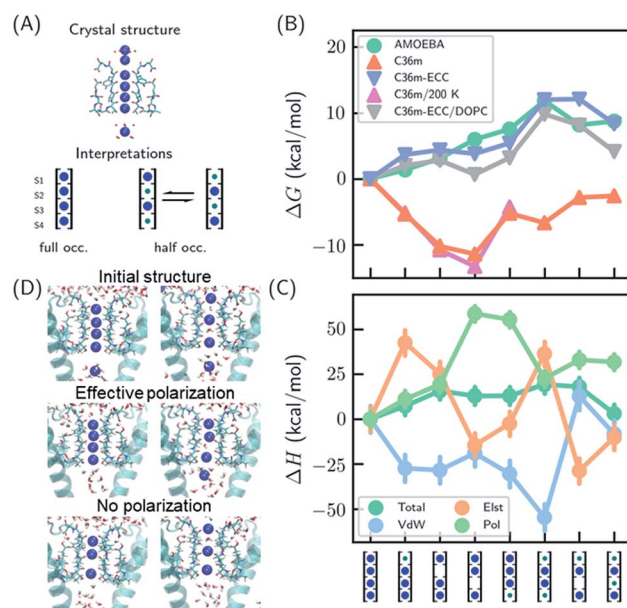 (A)
Crystal structure
Interpretations
S1
S2
S3
S4
full occ.
half occ.
(B)
AMOEBA
C36m
C36m-ECC
C36m/200 K
C36m-ECC/DOPC
ΔG (kcal/mol)
20
10
0
−10
(D)
Initial structure
Effective polarization
No polarization
(C)
ΔH (kcal/mol)
50
25
0
−25
−50
Total
VdW
Elst
Pol